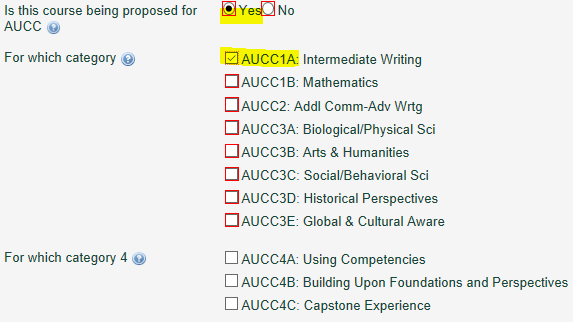 Is this course being proposed for Yes No
AUCC
For which category AUCC1A: Intermediate Writing
AUCC1B: Mathematics
AUCC2: Addl Comm-Adv Wrtg
AUCC3A: Biological/Physical Sci
AUCC3B: Arts & Humanities
AUCC3C: Social/Behavioral Sci
AUCC3D: Historical Perspectives
AUCC3E: Global & Cultural Aware
For which category 4 AUCC4A: Using Competencies
AUCC4B: Building Upon Foundations and Perspectives
AUCC4C: Capstone Experience